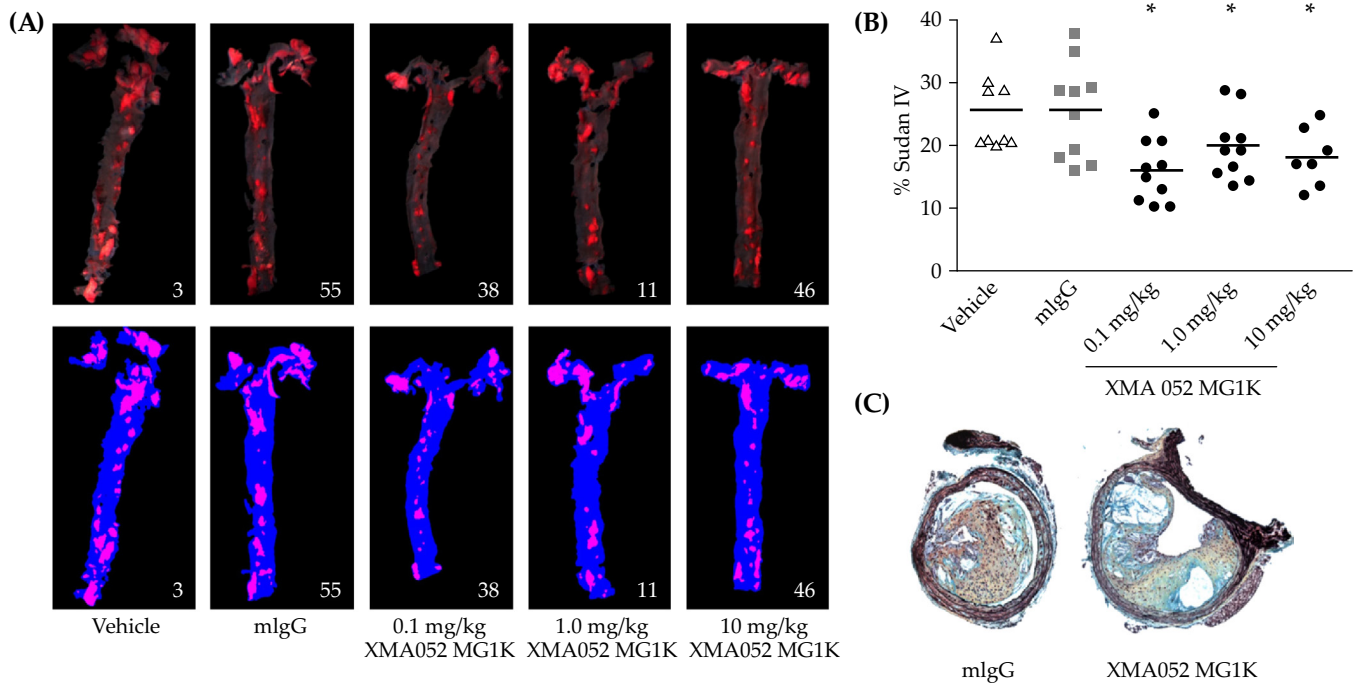 (A)
3
55
38
11
46
3
55
38
11
46
Vehicle
mIgG
0.1 mg/kg
XMA052 MG1K
1.0 mg/kg
XMA052 MG1K
10 mg/kg
XMA052 MG1K
(B)
* * *
% Sudan IV
40
30
20
10
0
Vehicle
mIgG
0.1 mg/kg
1.0 mg/kg
10 mg/kg
XMA 052 MG1K
(C)
mIgG
XMA052 MG1K